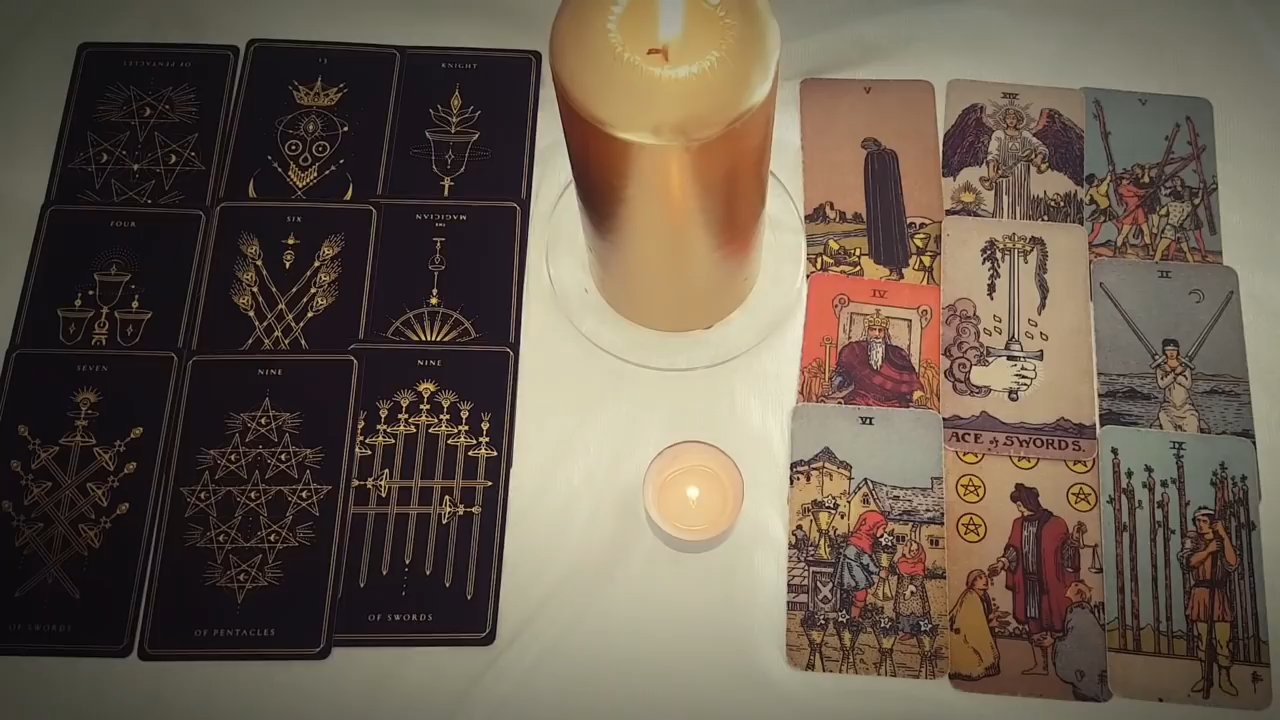 OF PENTACLES
KNIGHT
FOUR
SIX
THE
MAGICIAN
SEVEN
OF SWORDS
NINE
OF PENTACLES
NINE
OF SWORDS
V
XIV
V
IV
II
ACE of SWORDS.
VI
IX